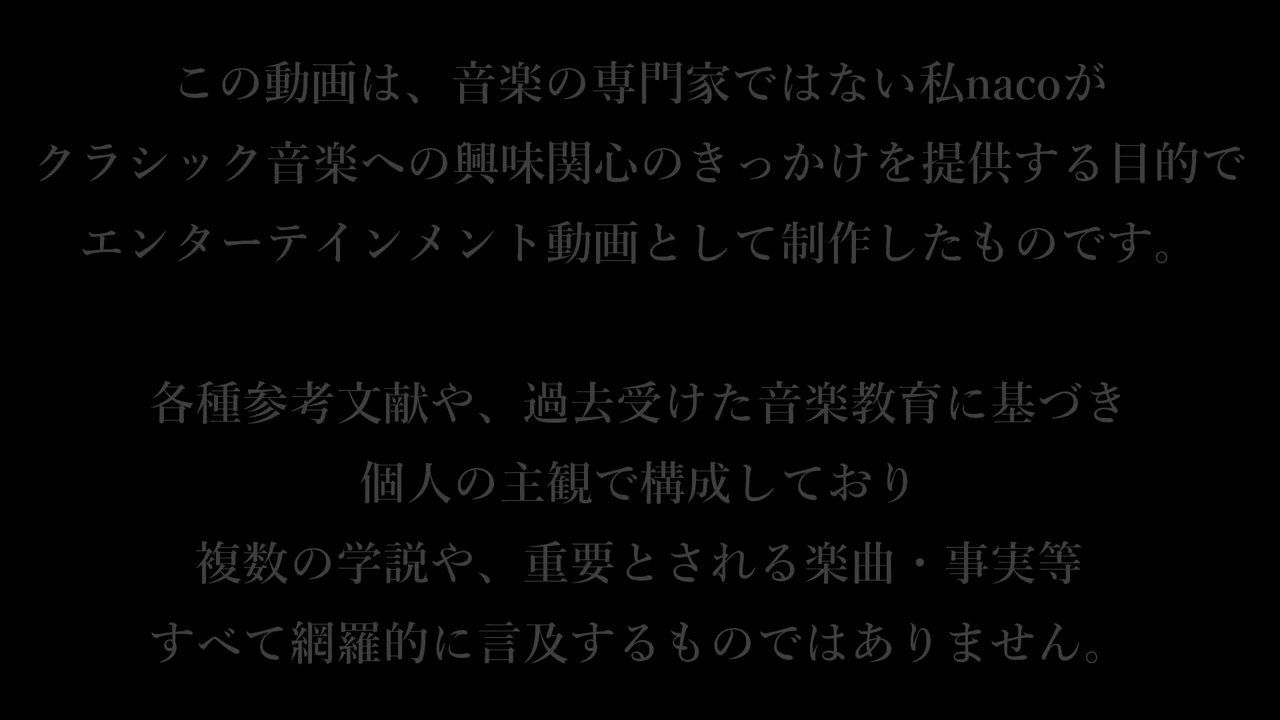 この動画は、音楽の専門家ではない私nacoが
クラシック音楽への興味関心のきっかけを提供する目的で
エンターテインメント動画として制作したものです。
各種参考文献や、過去受けた音楽教育に基づき
個人の主観で構成しており
複数の学説や、重要とされる楽曲・事実等
すべて網羅的に言及するものではありません。